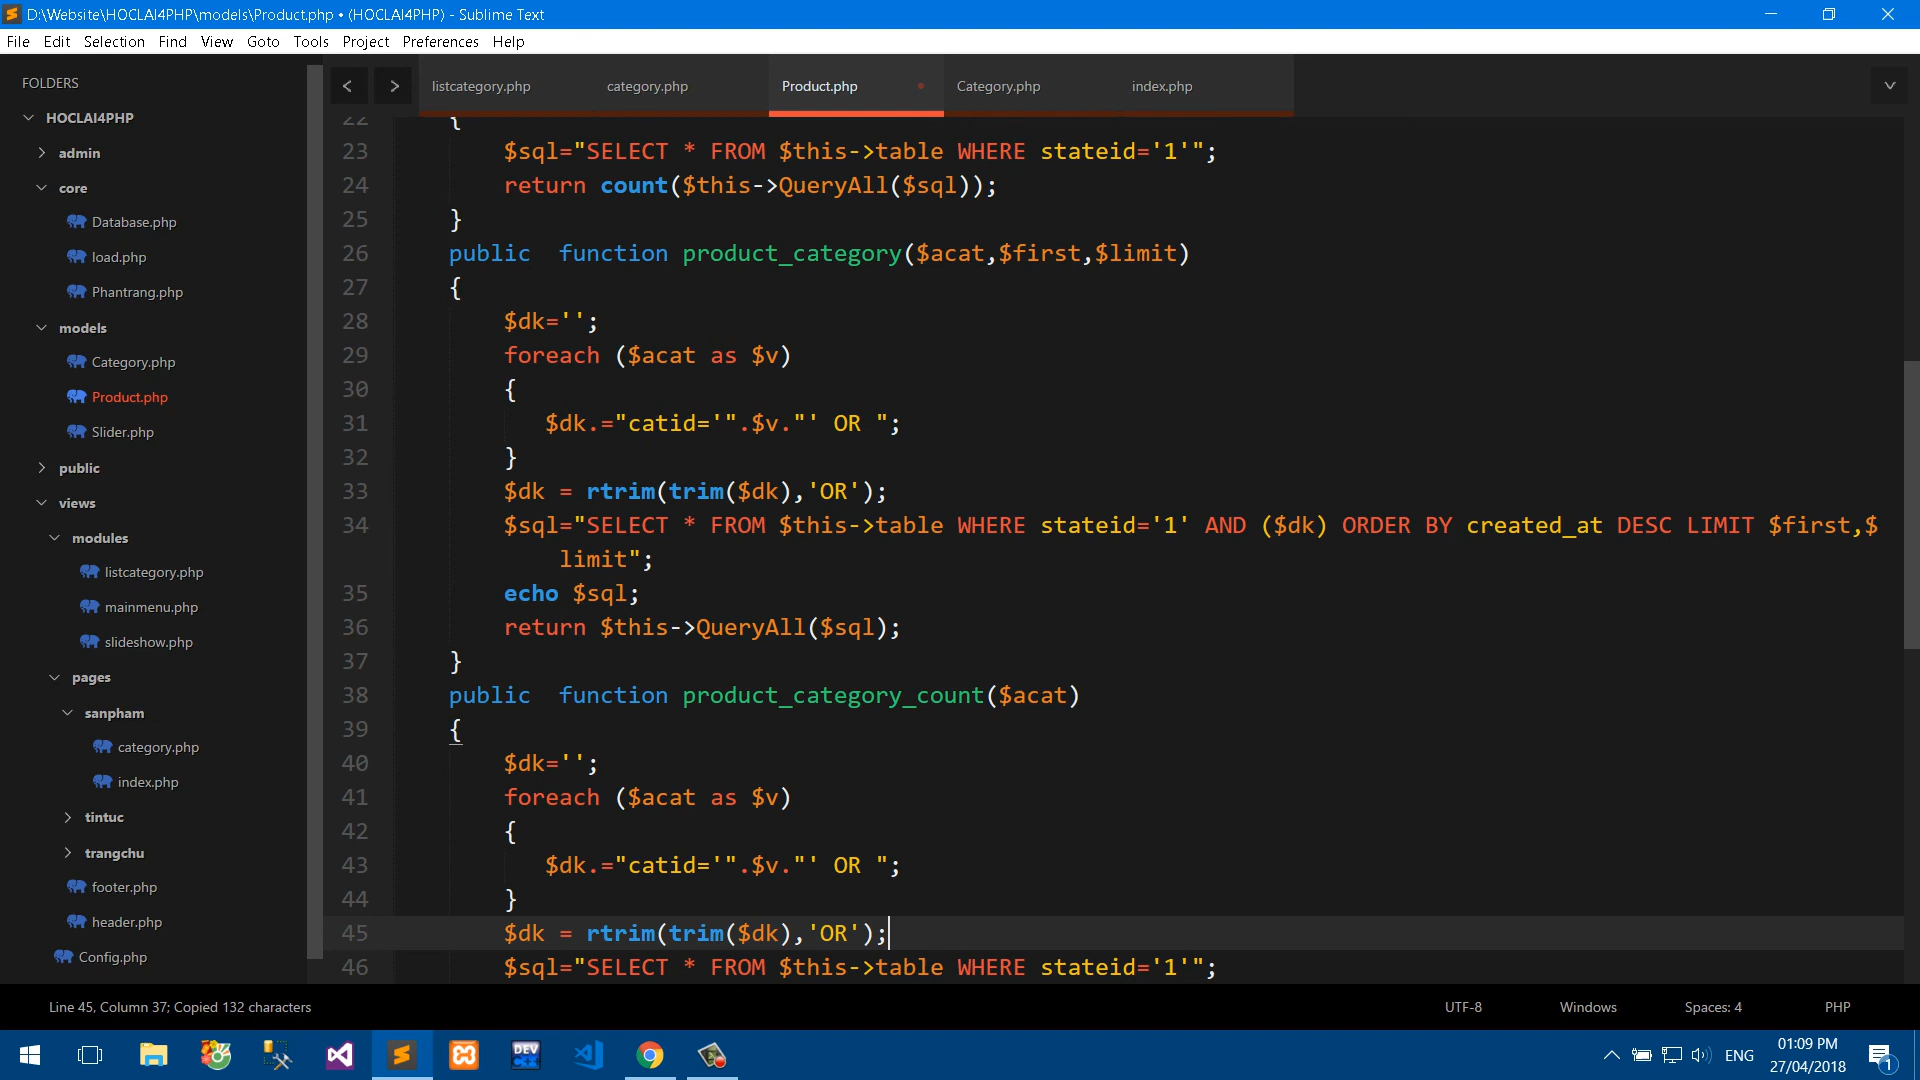 D:\Website\HOCLAI4PHP\models\Product.php • (HOCLAI4PHP) - Sublime Text
File Edit Selection Find View Goto Tools Project Preferences Help
FOLDERS
HOCLAI4PHP
admin
core
Database.php
load.php
Phantrang.php
models
Category.php
Product.php
Slider.php
public
views
modules
listcategory.php
mainmenu.php
slideshow.php
pages
sanpham
category.php
index.php
tintuc
trangchu
footer.php
header.php
Config.php
listcategory.php category.php Product.php Category.php index.php
22 {
23 $sql="SELECT * FROM $this->table WHERE stateid='1'";
24 return count($this->QueryAll($sql));
25 }
26 public  function product_category($acat,$first,$limit)
27 {
28 $dk='';
29 foreach ($acat as $v)
30 {
31 $dk.="catid='".$v."' OR ";
32 }
33 $dk = rtrim(trim($dk),'OR');
34 $sql="SELECT * FROM $this->table WHERE stateid='1' AND ($dk) ORDER BY created_at DESC LIMIT $first,$
limit";
35 echo $sql;
36 return $this->QueryAll($sql);
37 }
38 public  function product_category_count($acat)
39 {
40 $dk='';
41 foreach ($acat as $v)
42 {
43 $dk.="catid='".$v."' OR ";
44 }
45 $dk = rtrim(trim($dk),'OR');
46 $sql="SELECT * FROM $this->table WHERE stateid='1'";
Line 45, Column 37; Copied 132 characters UTF-8 Windows Spaces: 4 PHP
DEV
C++
ENG
01:09 PM
27/04/2018
1